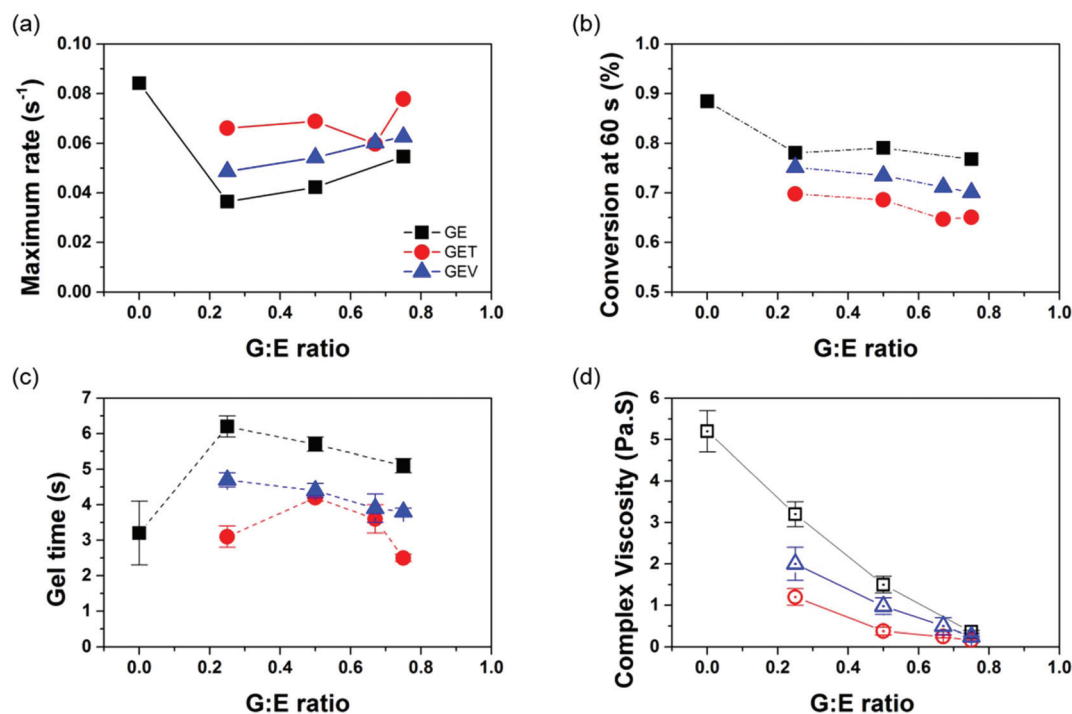 (a)
0.10
0.08
0.06
0.04
0.02
0.00
Maximum rate (s-1)
GE
GET
GEV
0.0 0.2 0.4 0.6 0.8 1.0
G:E ratio
(b)
1.0
0.9
0.8
0.7
0.6
0.5
Conversion at 60 s (%)
0.0 0.2 0.4 0.6 0.8 1.0
G:E ratio
(c)
7
6
5
4
3
2
1
0
Gel time (s)
0.0 0.2 0.4 0.6 0.8 1.0
G:E ratio
(d)
6
5
4
3
2
1
0
Complex Viscosity (Pa.S)
0.0 0.2 0.4 0.6 0.8 1.0
G:E ratio